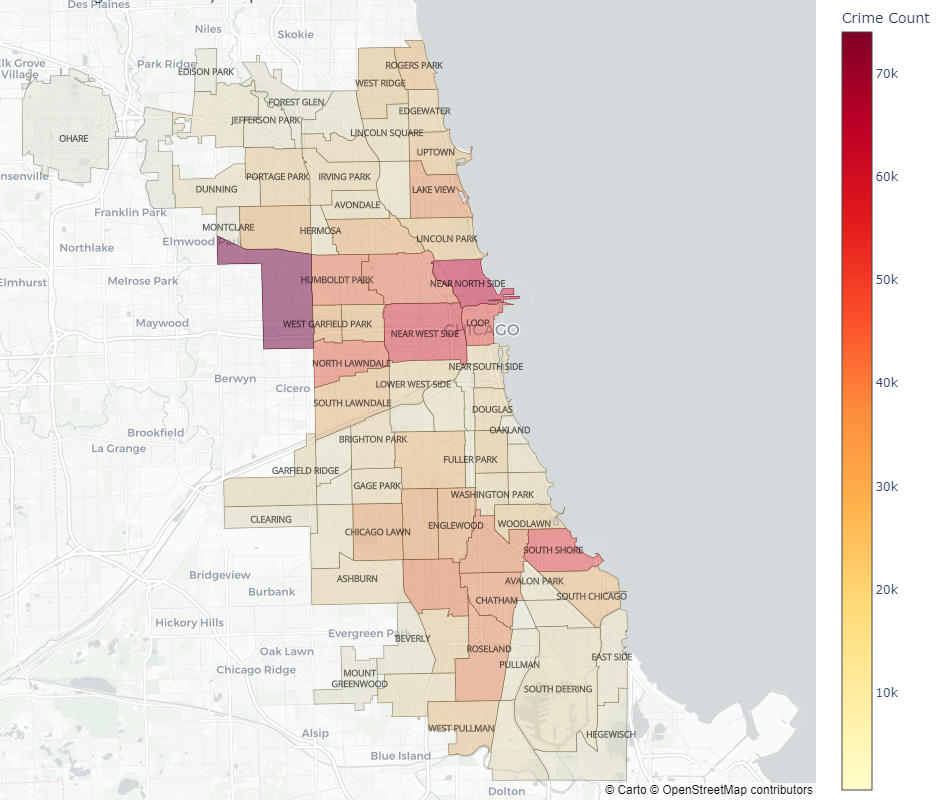 Des Plaines
Niles
Skokie
Crime Count
ROGERS PARK
Elk Grove
Village
Park Ridge
EDISON PARK
70k
WEST RIDGE
FOREST GLEN
EDGEWATER
JEFFERSON PARK
LINCOLN SQUARE
OHARE
UPTOWN
60k
PORTAGE PARK
IRVING PARK
DUNNING
LAKE VIEW
AVONDALE
Franklin Park
MONTCLARE
HERMOSA
Elmwood Park
LINCOLN PARK
Northlake
HUMBOLDT PARK
50k
Elmhurst
Melrose Park
NEAR NORTH SIDE
Maywood
WEST GARFIELD PARK
LOOP
CHICAGO
NEAR WEST SIDE
NORTH LAWNDALE
NEAR SOUTH SIDE
Berwyn
Cicero
LOWER WEST SIDE
40k
SOUTH LAWNDALE
DOUGLAS
Brookfield
OAKLAND
La Grange
BRIGHTON PARK
FULLER PARK
GARFIELD RIDGE
GAGE PARK
30k
WASHINGTON PARK
CLEARING
ENGLEWOOD
WOODLAWN
CHICAGO LAWN
SOUTH SHORE
Bridgeview
ASHBURN
AVALON PARK
20k
Burbank
CHATHAM
SOUTH CHICAGO
Hickory Hills
Evergreen Park
BEVERLY
Oak Lawn
ROSELAND
EAST SIDE
Chicago Ridge
PULLMAN
MOUNT
GREENWOOD
SOUTH DEERING
10k
WEST PULLMAN
Alsip
HEGEWISCH
Blue Island
Dolton
© Carto © OpenStreetMap contributors